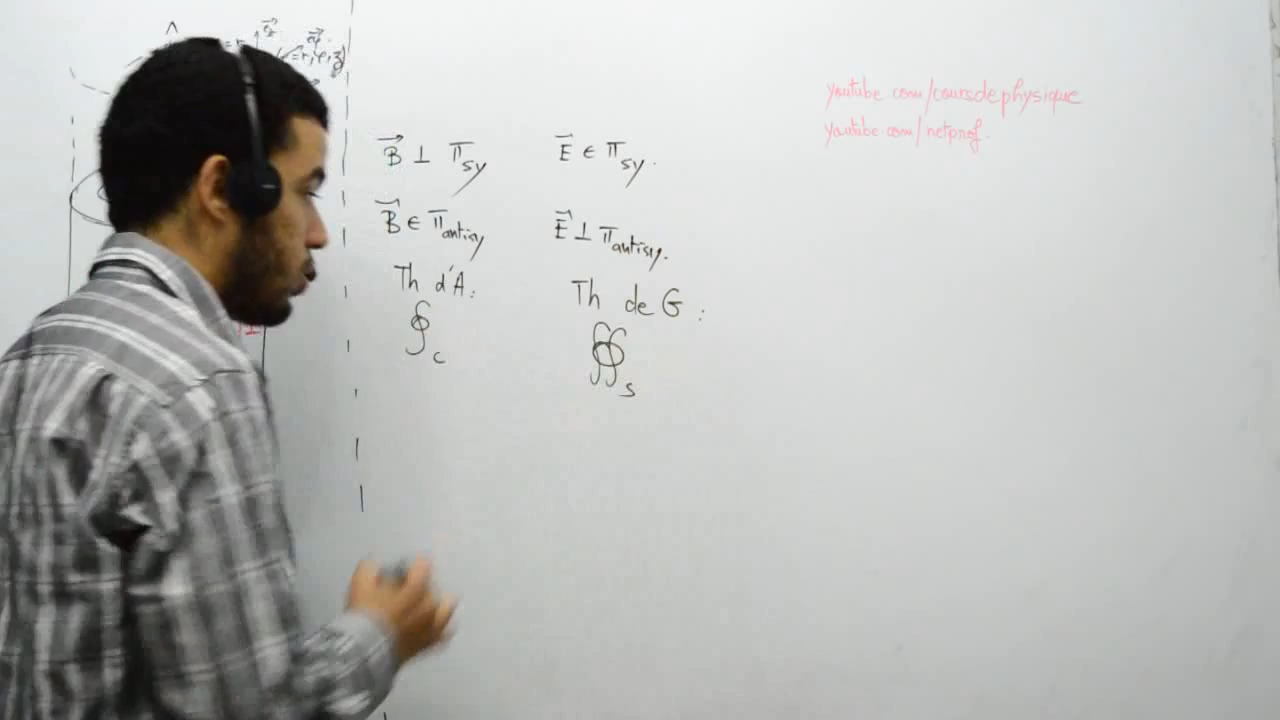 youtube com/coursdephysique
youtube.com/netprof.
B⃗ ⊥ π_sy
E⃗ ∈ π_sy.
B⃗ ∈ π_antisy
E⃗ ⊥ π_antisy.
Th d'A:
Th de G:
∮_C
∯_S